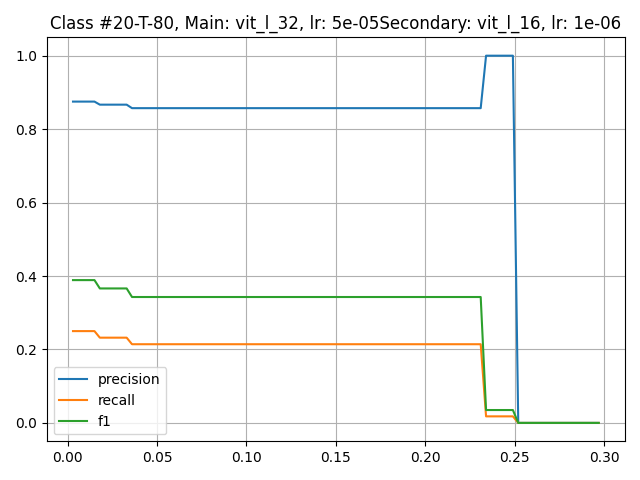 Class #20-T-80, Main: vit_l_32, lr: 5e-05Secondary: vit_l_16, lr: 1e-06
1.0
0.8
0.6
0.4
0.2
0.0
precision
recall
f1
0.00 0.05 0.10 0.15 0.20 0.25 0.30